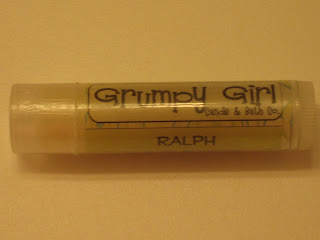 Grumpy Girl
Candle & Bath Co.
RALPH